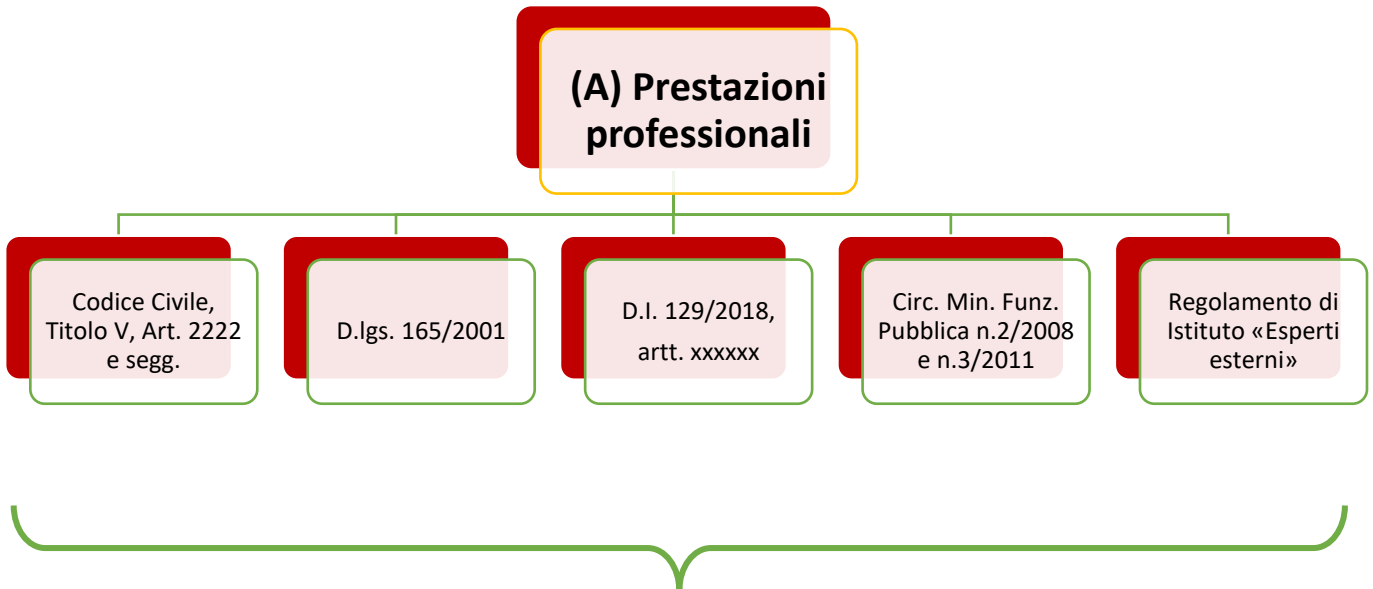 (A) Prestazioni
professionali
Codice Civile,
Titolo V, Art. 2222
e segg.
D.lgs. 165/2001
D.I. 129/2018,
artt. xxxxxx
Circ. Min. Funz.
Pubblica n.2/2008
e n.3/2011
Regolamento di
Istituto «Esperti
esterni»